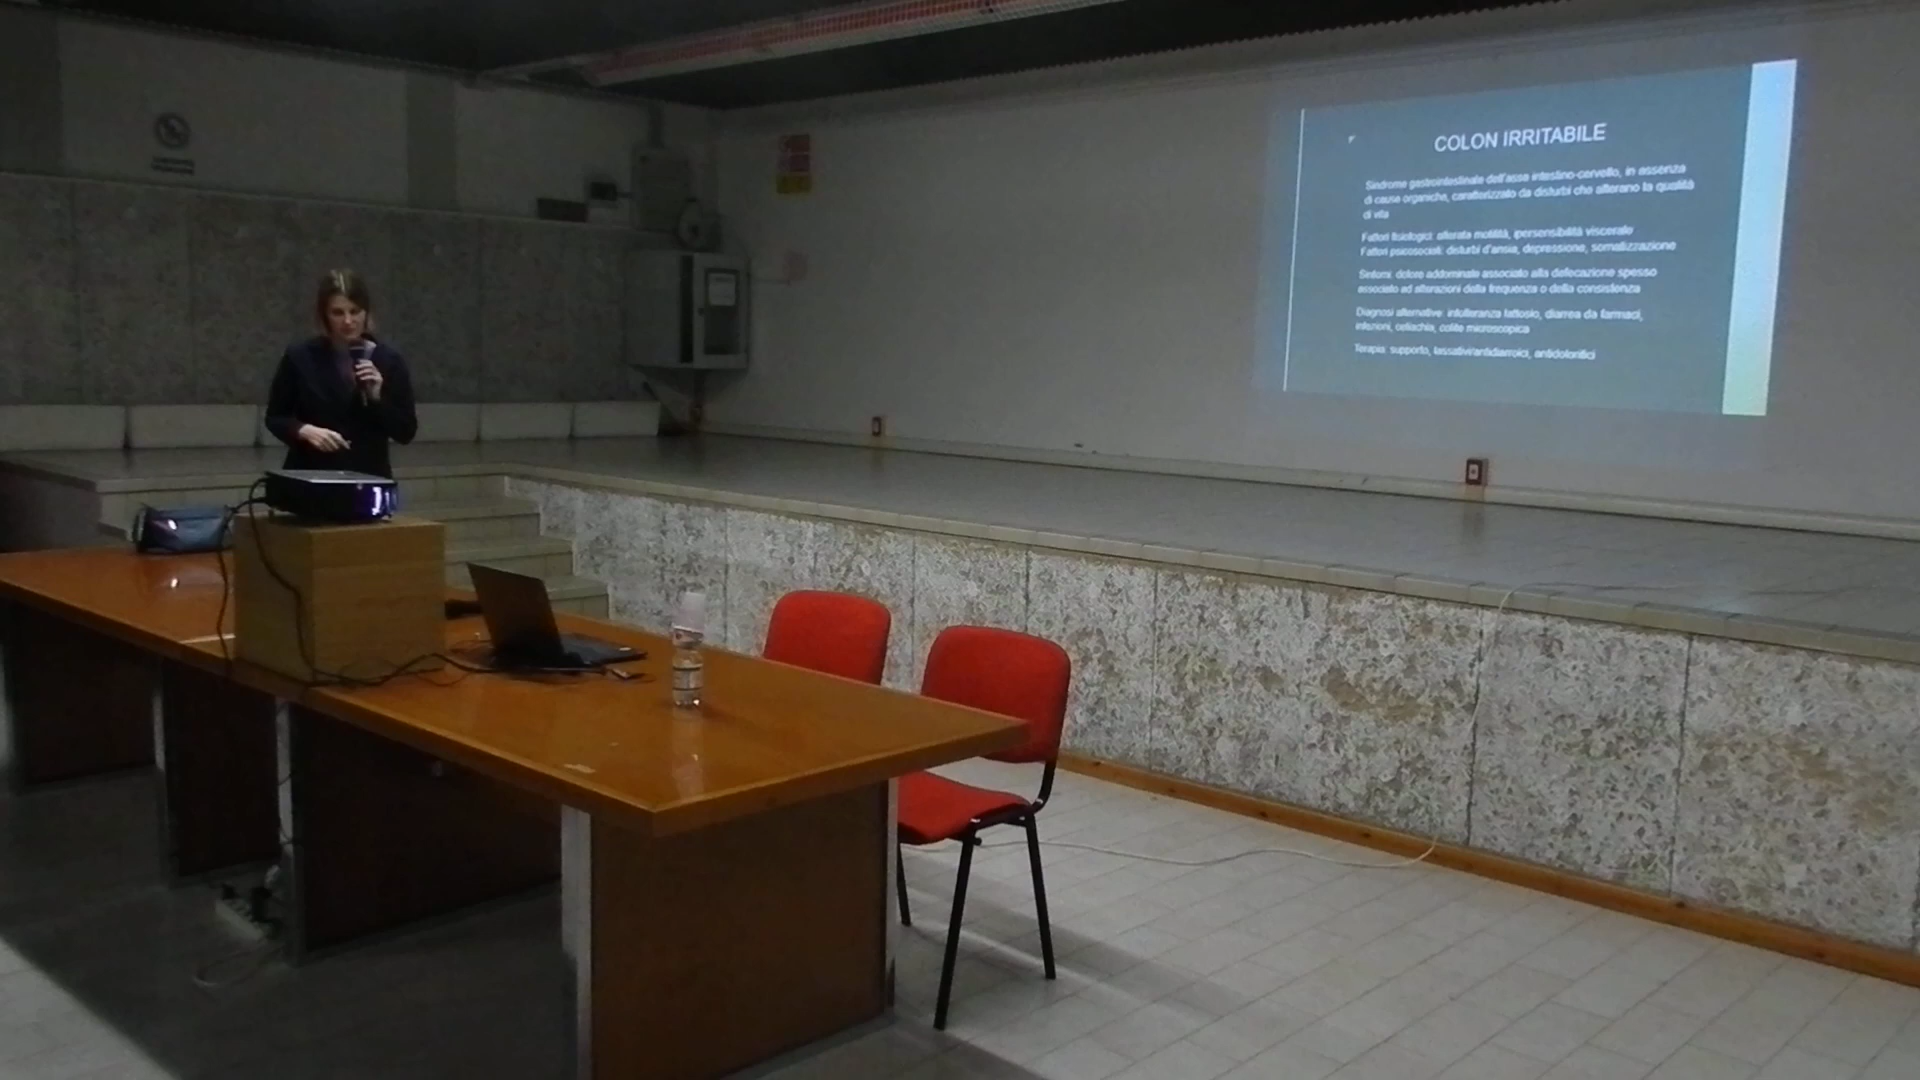 COLON IRRITABILE
Sindrome gastrointestinale dell'asse intestino-cervello, in assenza
di cause organiche, caratterizzato da disturbi che alterano la qualità
di vita
Fattori fisiologici: alterata motilità, ipersensibilità viscerale
Fattori psicosociali: disturbi d'ansia, depressione, somatizzazione
Sintomi: dolore addominale associato alla defecazione spesso
associato ad alterazioni della frequenza o della consistenza
Diagnosi alternative: intolleranza lattosio, diarrea da farmaci,
infezioni, celiachia, colite microscopica
Terapia: supporto, lassativi/antidiarroici, antidolorifici